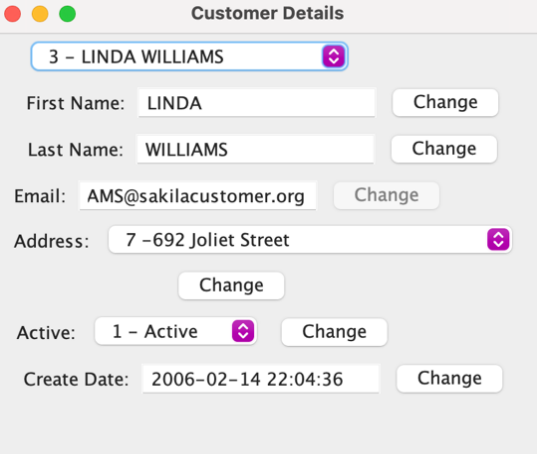 Customer Details
3 – LINDA WILLIAMS
First Name: LINDA Change
Last Name: WILLIAMS Change
Email: AMS@sakilacustomer.org Change
Address: 7 –692 Joliet Street
Change
Active: 1 – Active Change
Create Date: 2006–02–14 22:04:36 Change